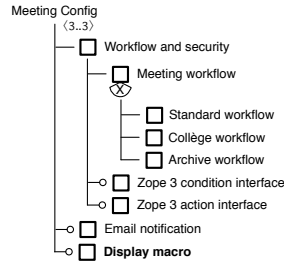 Meeting Config
〈3..3〉
Workflow and security
Meeting workflow
X
Standard workflow
Collège workflow
Archive workflow
Zope 3 condition interface
Zope 3 action interface
Email notification
Display macro